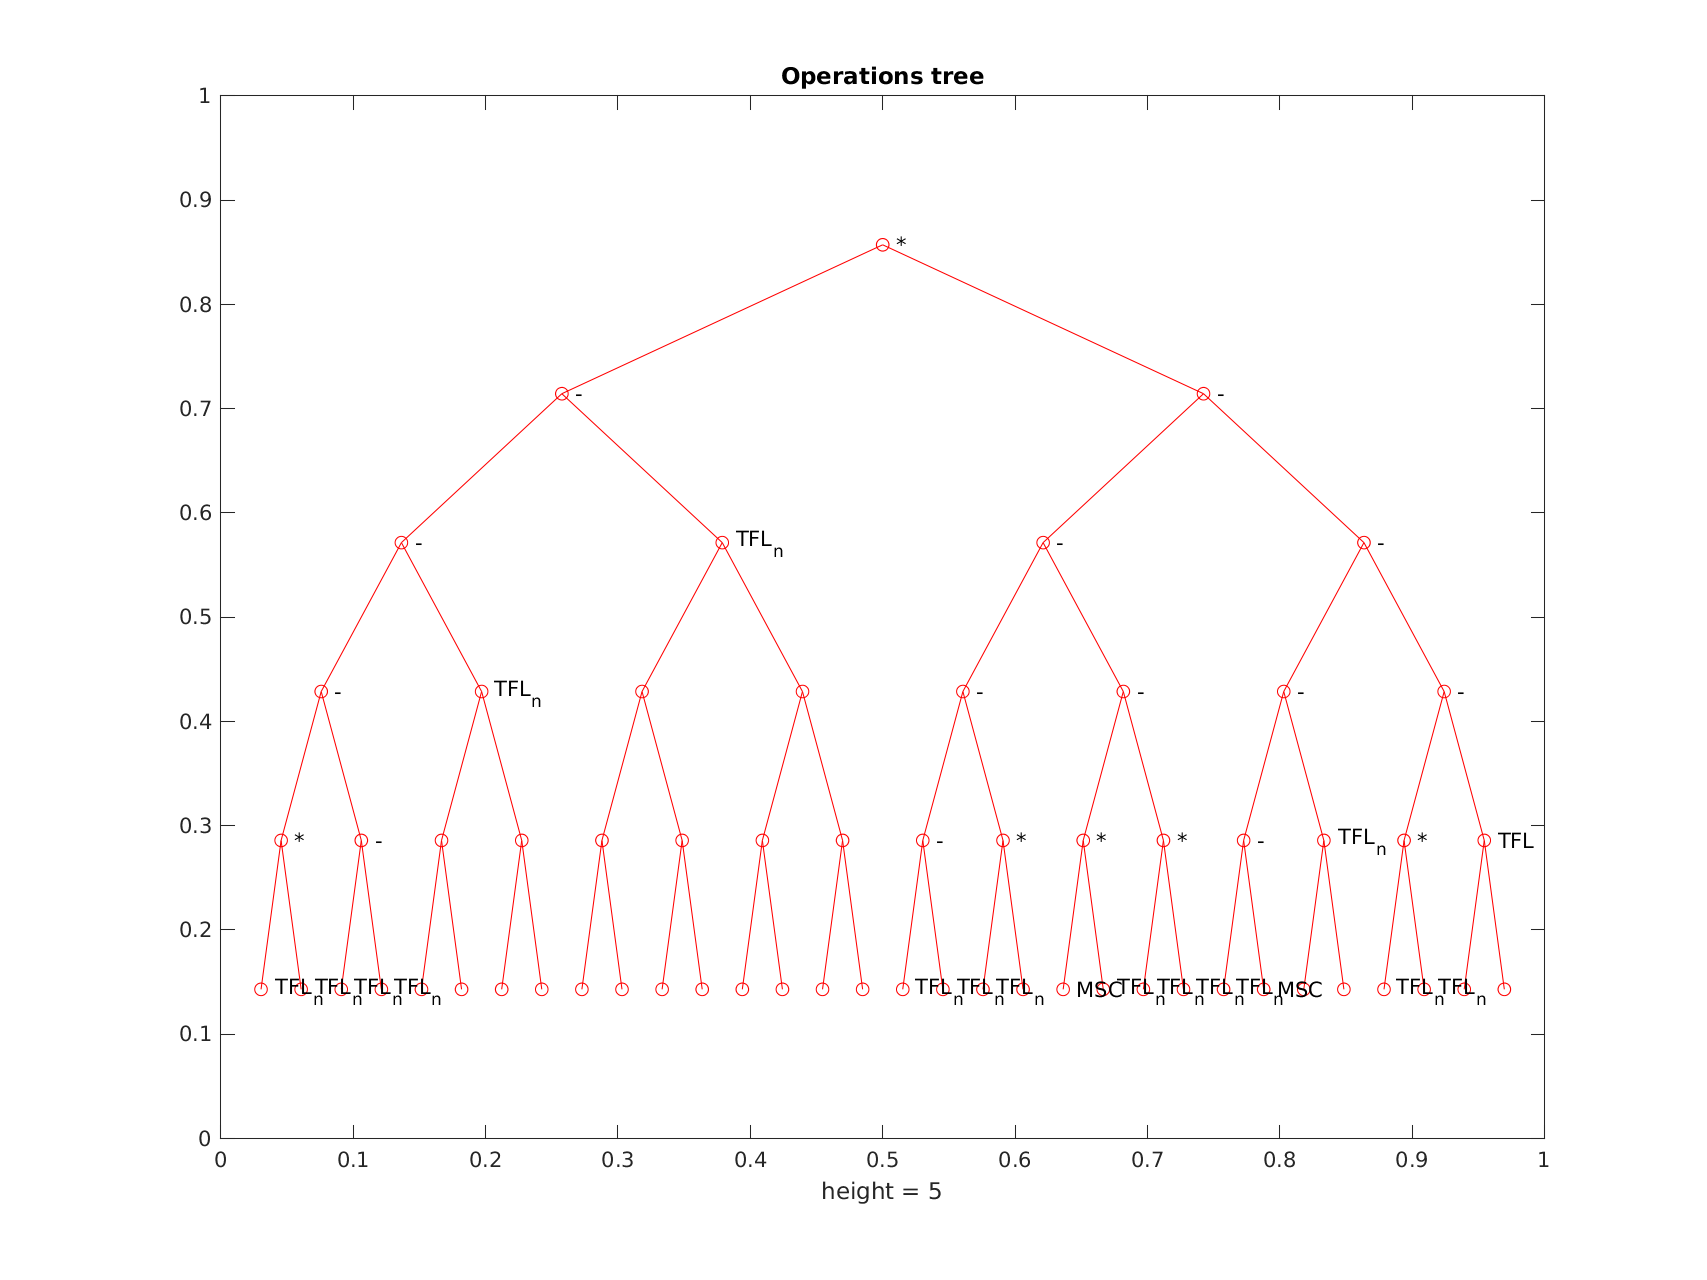 Operations tree
1
0.9
*
0.8
- -
0.7
0.6
- TFLn - -
0.5
- TFLn - - - -
0.4
0.3
* - - * * * - TFLn * TFL
0.2
TFLn TFLn TFLn TFLn TFLn TFLn TFLn MSC TFLn TFLn TFLn TFLn MSC TFLn TFLn
0.1
0
0 0.1 0.2 0.3 0.4 0.5 0.6 0.7 0.8 0.9 1
height = 5